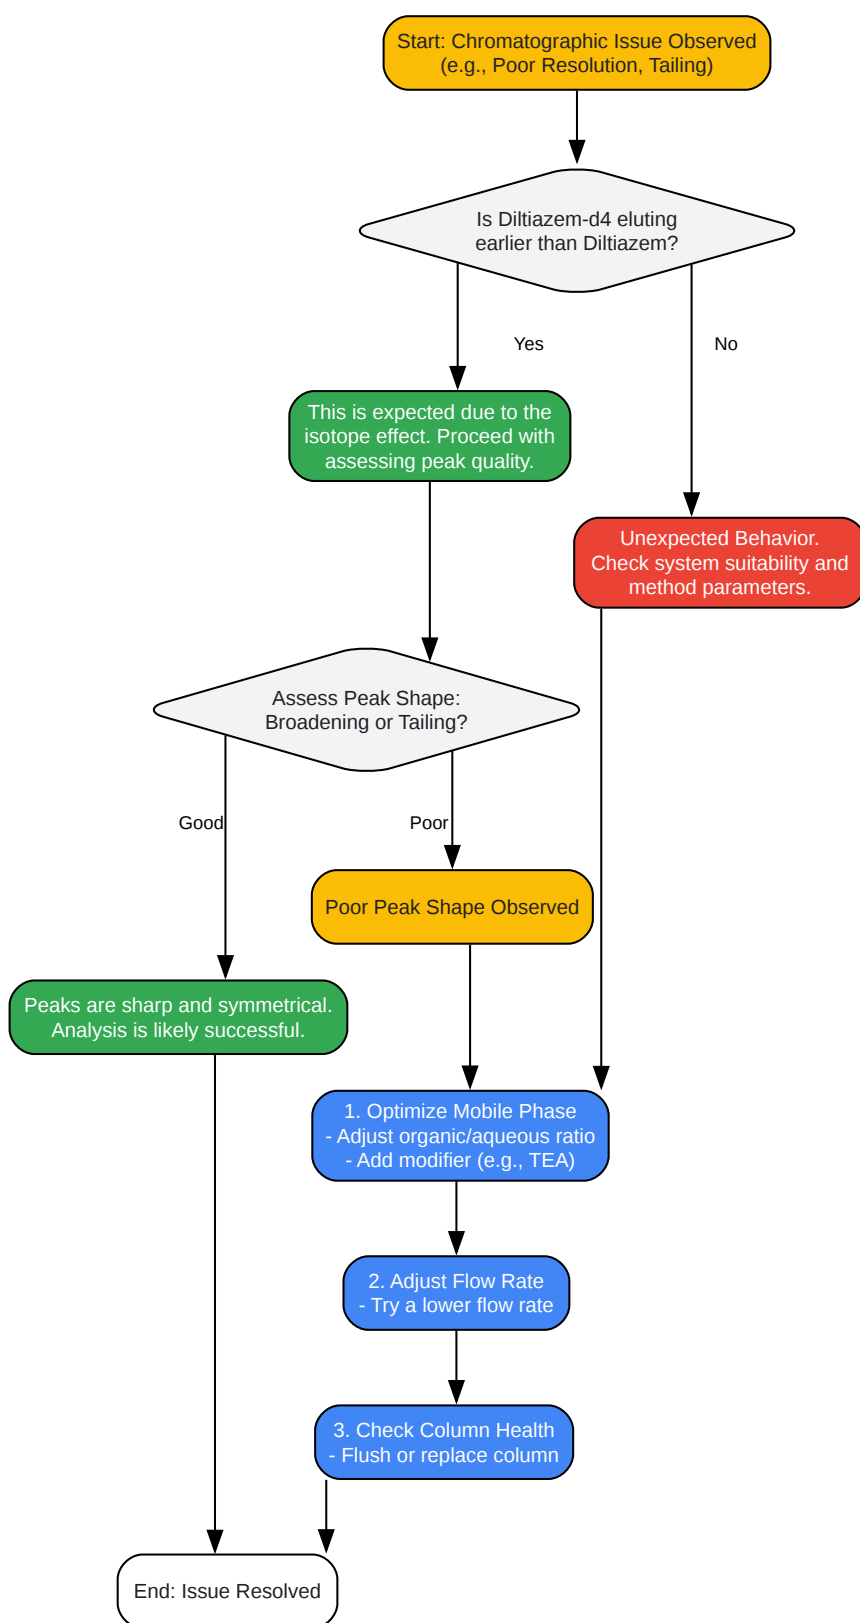 Start: Chromatographic Issue Observed
(e.g., Poor Resolution, Tailing)
Is Diltiazem-d4 eluting
earlier than Diltiazem?
Yes
No
This is expected due to the
isotope effect. Proceed with
assessing peak quality.
Unexpected Behavior.
Check system suitability and
method parameters.
Assess Peak Shape:
Broadening or Tailing?
Good
Poor
Poor Peak Shape Observed
Peaks are sharp and symmetrical.
Analysis is likely successful.
1. Optimize Mobile Phase
- Adjust organic/aqueous ratio
- Add modifier (e.g., TEA)
2. Adjust Flow Rate
- Try a lower flow rate
3. Check Column Health
- Flush or replace column
End: Issue Resolved